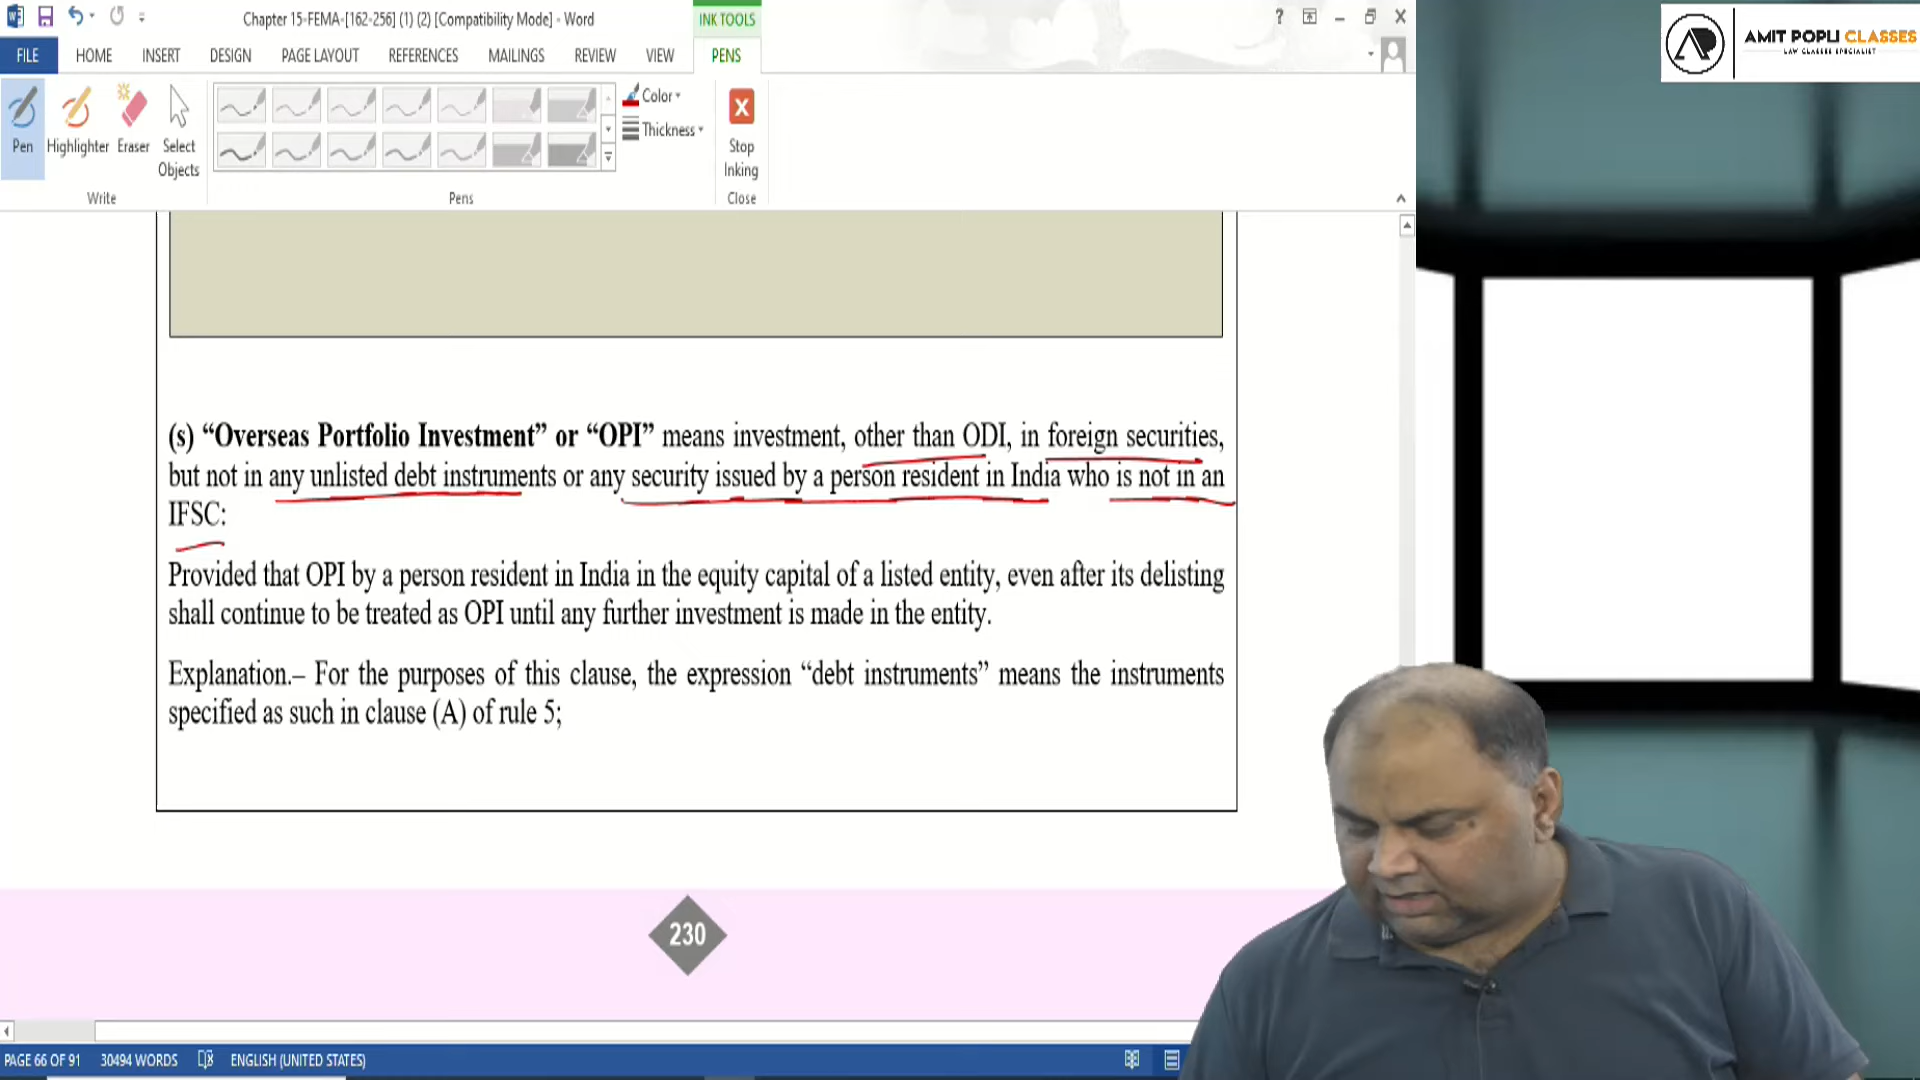 Chapter 15-FEMA-[162-256] (1) (2) [Compatibility Mode] - Word
INK TOOLS
?
FILE HOME INSERT DESIGN PAGE LAYOUT REFERENCES MAILINGS REVIEW VIEW PENS
AMIT POPLI CLASSES
LAW CLASSES SPECIALIST
Pen Highlighter Eraser Select Objects
Color
Thickness
Stop Inking
Write Pens Close
(s) “Overseas Portfolio Investment” or “OPI” means investment, other than ODI, in foreign securities,
but not in any unlisted debt instruments or any security issued by a person resident in India who is not in an
IFSC:
Provided that OPI by a person resident in India in the equity capital of a listed entity, even after its delisting
shall continue to be treated as OPI until any further investment is made in the entity.
Explanation.– For the purposes of this clause, the expression “debt instruments” means the instruments
specified as such in clause (A) of rule 5;
230
PAGE 66 OF 91 30494 WORDS ENGLISH (UNITED STATES)